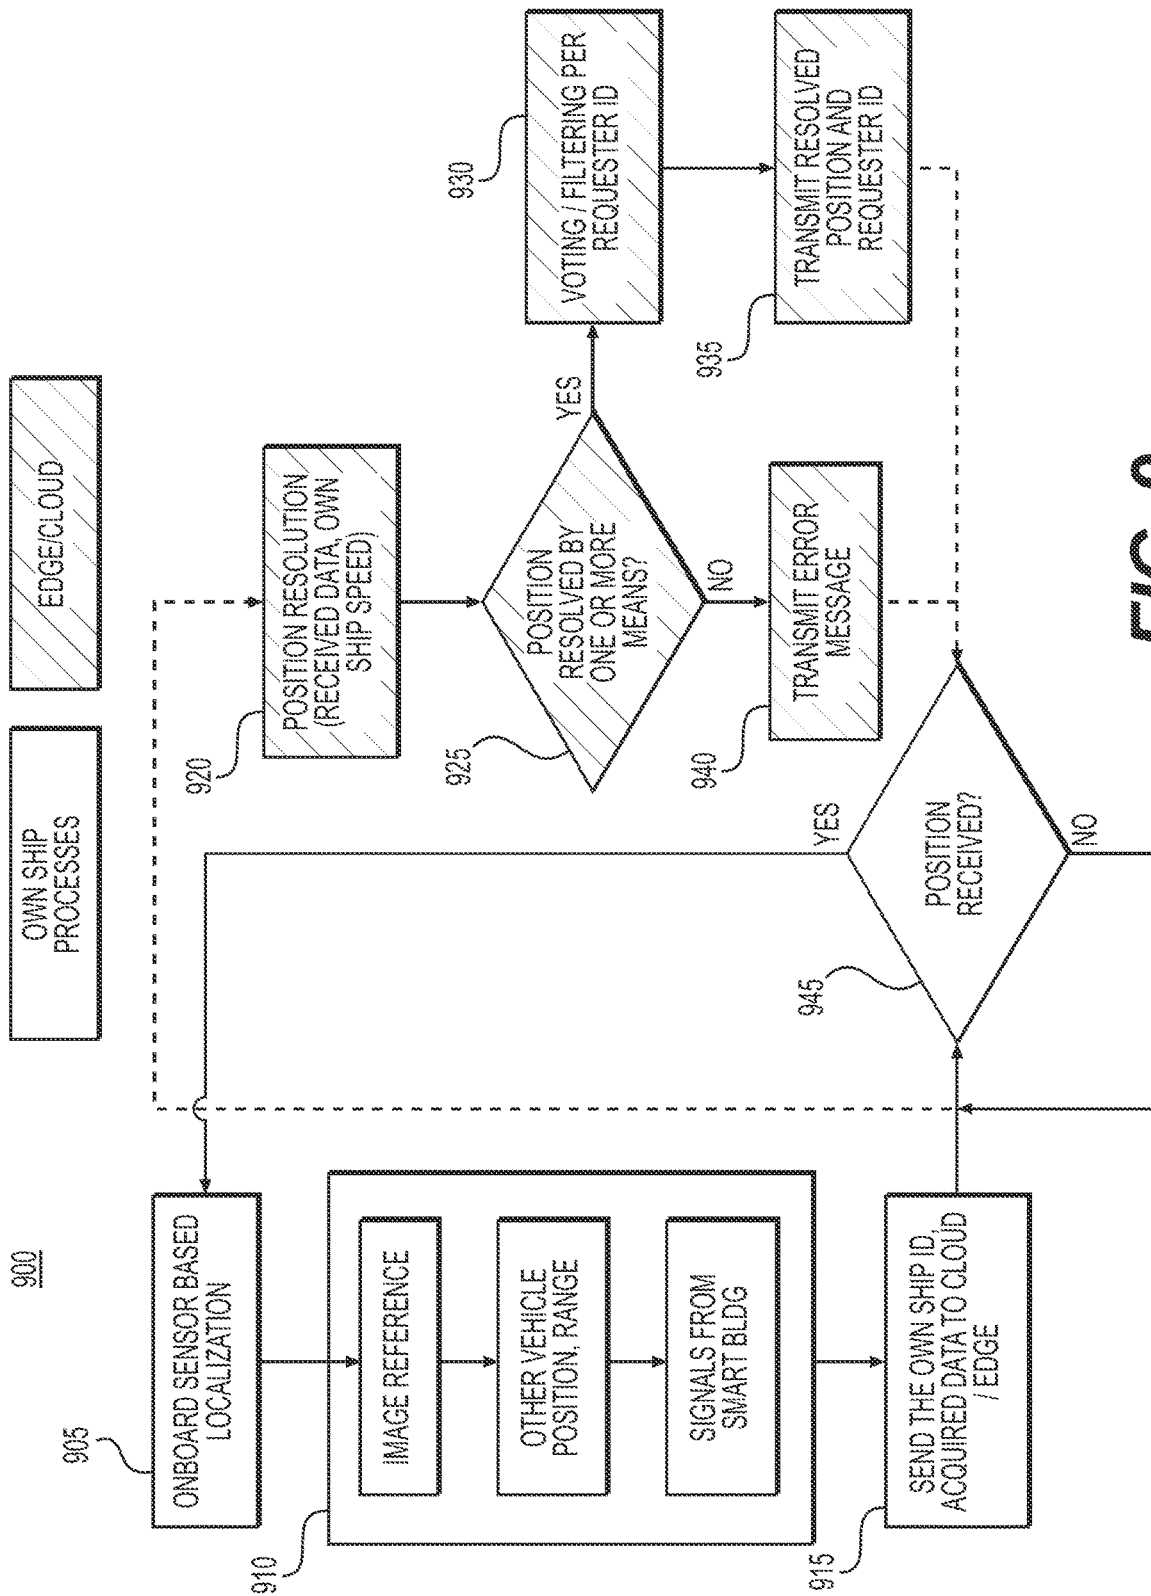 900
OWN SHIP
PROCESSES
EDGE/CLOUD
905
ONBOARD SENSOR BASED
LOCALIZATION
910
IMAGE REFERENCE
OTHER VEHICLE
POSITION, RANGE
SIGNALS FROM
SMART BLDG
915
SEND THE OWN SHIP ID,
ACQUIRED DATA TO CLOUD
/ EDGE
920
POSITION RESOLUTION
(RECEIVED DATA, OWN
SHIP SPEED)
925
POSITION
RESOLVED BY
ONE OR MORE
MEANS?
YES
NO
930
VOTING / FILTERING PER
REQUESTER ID
935
TRANSMIT RESOLVED
POSITION AND
REQUESTER ID
940
TRANSMIT ERROR
MESSAGE
945
POSITION
RECEIVED?
YES
NO
FIG.